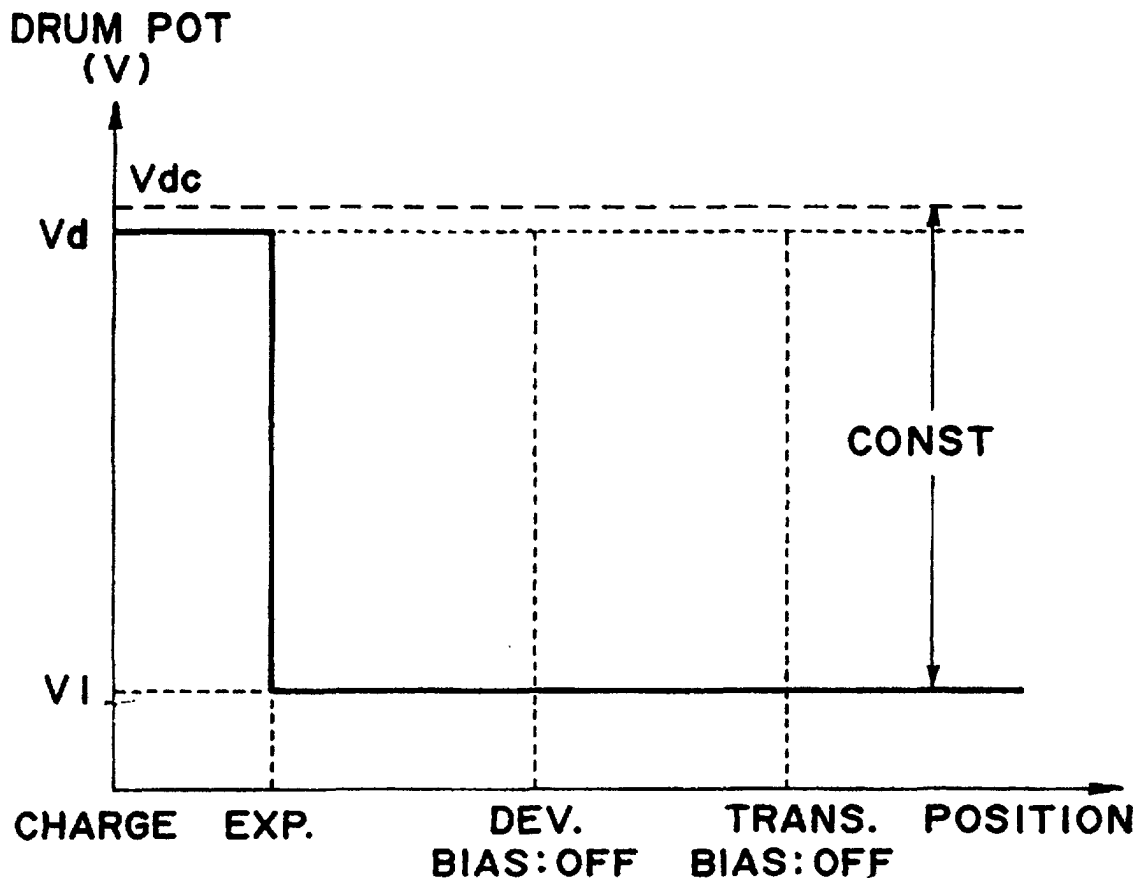 DRUM POT
(V)
Vdc
Vd
CONST
Vl
CHARGE EXP. DEV. TRANS. POSITION
BIAS:OFF BIAS:OFF